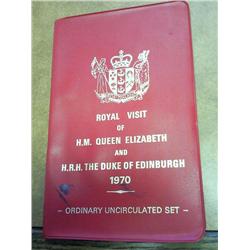 ROYAL VISIT
OF
H.M. QUEEN ELIZABETH
AND
H.R.H. THE DUKE OF EDINBURGH
1970
- ORDINARY UNCIRCULATED SET -